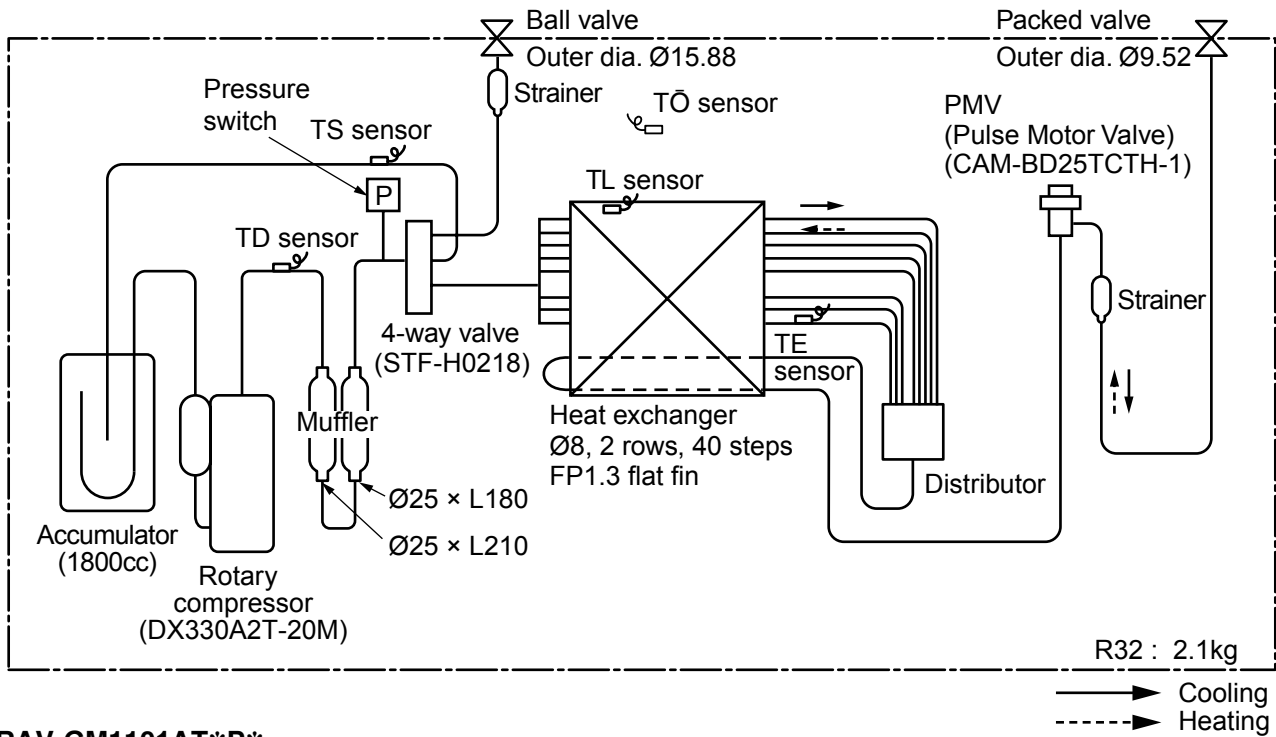 Ball valve
Outer dia. Ø15.88
Packed valve
Outer dia. Ø9.52
Pressure
switch
TS sensor
Strainer
TŌ sensor
PMV
(Pulse Motor Valve)
(CAM-BD25TCTH-1)
P
TL sensor
TD sensor
4-way valve
(STF-H0218)
Strainer
TE
sensor
Muffler
Heat exchanger
Ø8, 2 rows, 40 steps
FP1.3 flat fin
Distributor
Ø25 × L180
Ø25 × L210
Accumulator
(1800cc)
Rotary
compressor
(DX330A2T-20M)
R32 : 2.1kg
Cooling
Heating